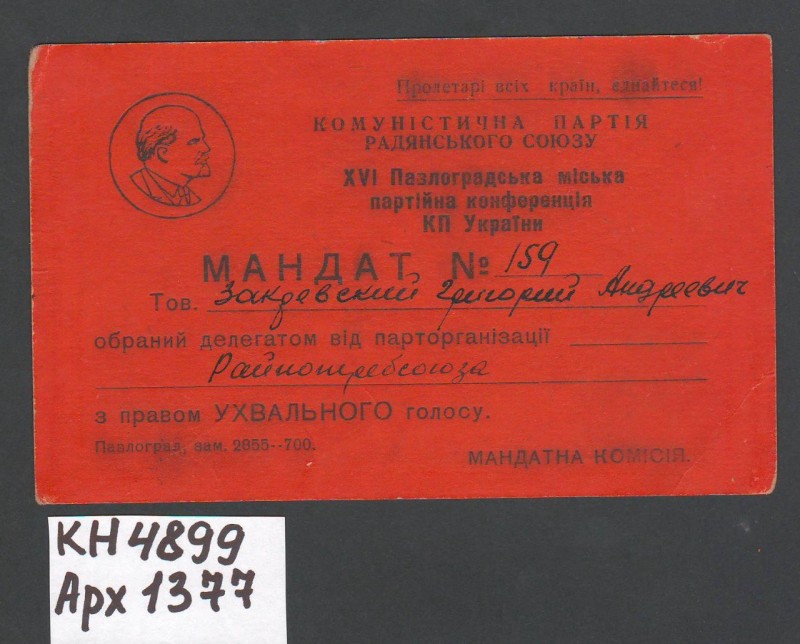 Пролетарі всіх країн, єднайтеся!
КОМУНІСТИЧНА ПАРТІЯ
РАДЯНСЬКОГО СОЮЗУ
XVI Пазлоградська міська
партійна конференція
КП України
МАНДАТ № 159
Тов. Закревский Григорий Андреевич
обраний делегатом від парторганізації
Райпотребсоюза
з правом УХВАЛЬНОГО голосу.
Павлоград, зам. 2855--700.
МАНДАТНА КОМІСІЯ.
КН 4899
Арх 1377